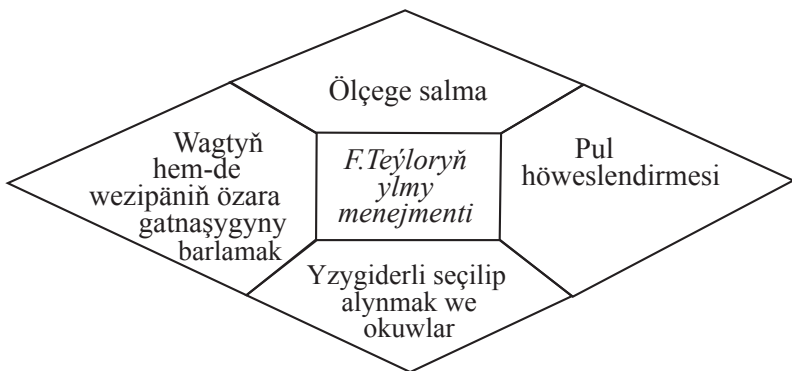 Ölçege salma
Wagtyň
hem-de
wezipäniň özara
gatnaşygyny
barlamak
F.Teýloryň
ylmy
menejmenti
Pul
höweslendirmesi
Yzygiderli seçilip
alynmak we
okuwlar